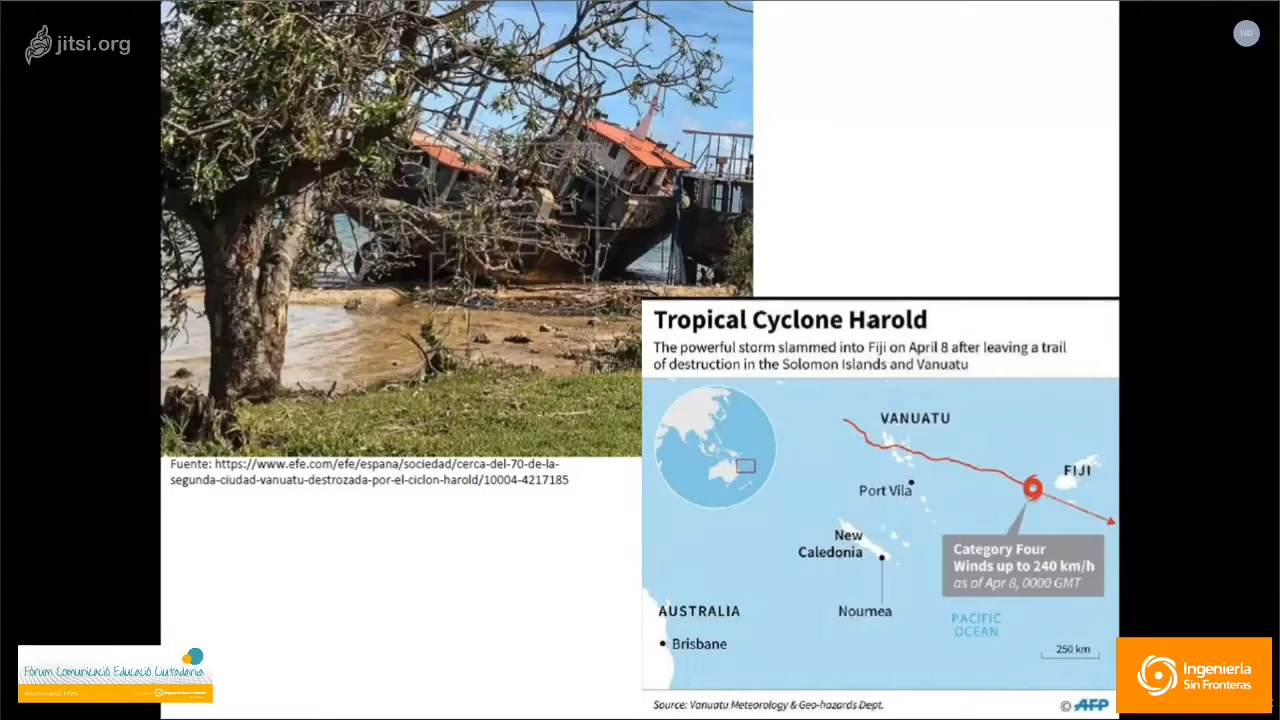 jitsi.org
HD
Tropical Cyclone Harold
The powerful storm slammed into Fiji on April 8 after leaving a trail
of destruction in the Solomon Islands and Vanuatu
VANUATU
FIJI
Port Vila
New
Caledonia
Category Four
Winds up to 240 km/h
as of Apr 8, 0000 GMT
Noumea
AUSTRALIA
PACIFIC
OCEAN
Brisbane
250 km
Source: Vanuatu Meteorology & Geo-hazards Dept.
© AFP
Fuente: https://www.efe.com/efe/espana/sociedad/cerca-del-70-de-la-
segunda-ciudad-vanuatu-destrozada-por-el-ciclon-harold/10004-4217185
Fòrum Comunicació Educació Ciutadania
Ingeniería
Sin Fronteras